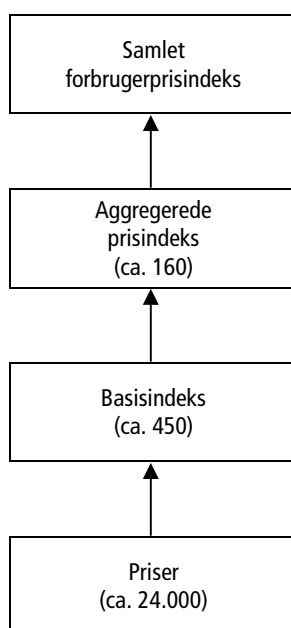 Samlet
forbrugerprisindeks
Aggregerede
prisindeks
(ca. 160)
Basisindeks
(ca. 450)
Priser
(ca. 24.000)